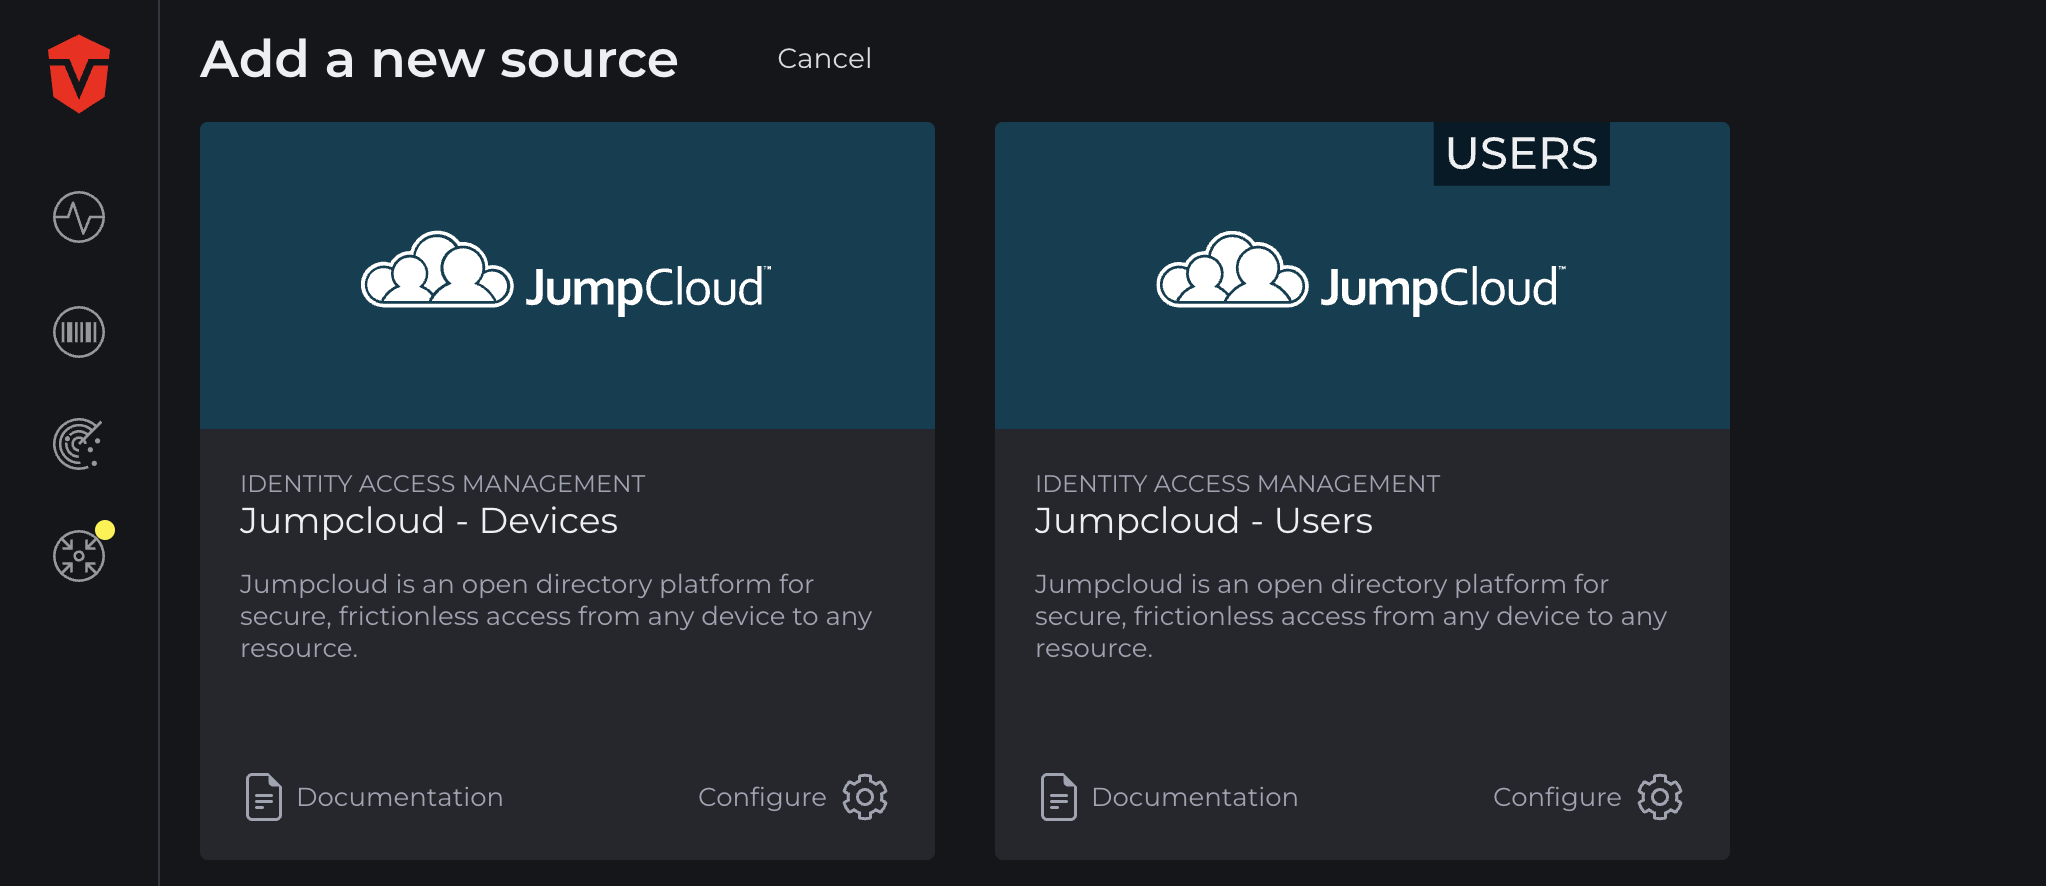 Add a new source
Cancel
JumpCloud™
IDENTITY ACCESS MANAGEMENT
Jumpcloud - Devices
Jumpcloud is an open directory platform for
secure, frictionless access from any device to any
resource.
Documentation
Configure
USERS
JumpCloud™
IDENTITY ACCESS MANAGEMENT
Jumpcloud - Users
Jumpcloud is an open directory platform for
secure, frictionless access from any device to any
resource.
Documentation
Configure